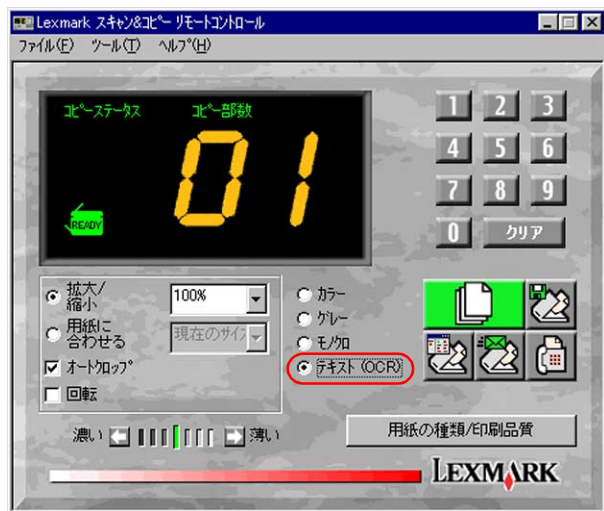 Lexmark スキャン&コピー リモートコントロール
ファイル(F) ツール(T) ヘルプ(H)
コピーステータス コピー部数
01
READY
1 2 3
4 5 6
7 8 9
0 クリア
拡大/
縮小
100%
用紙に
合わせる
現在のサイズ
オートクロップ
回転
カラー
グレー
モノクロ
テキスト (OCR)
濃い 薄い
用紙の種類/印刷品質
LEXMARK